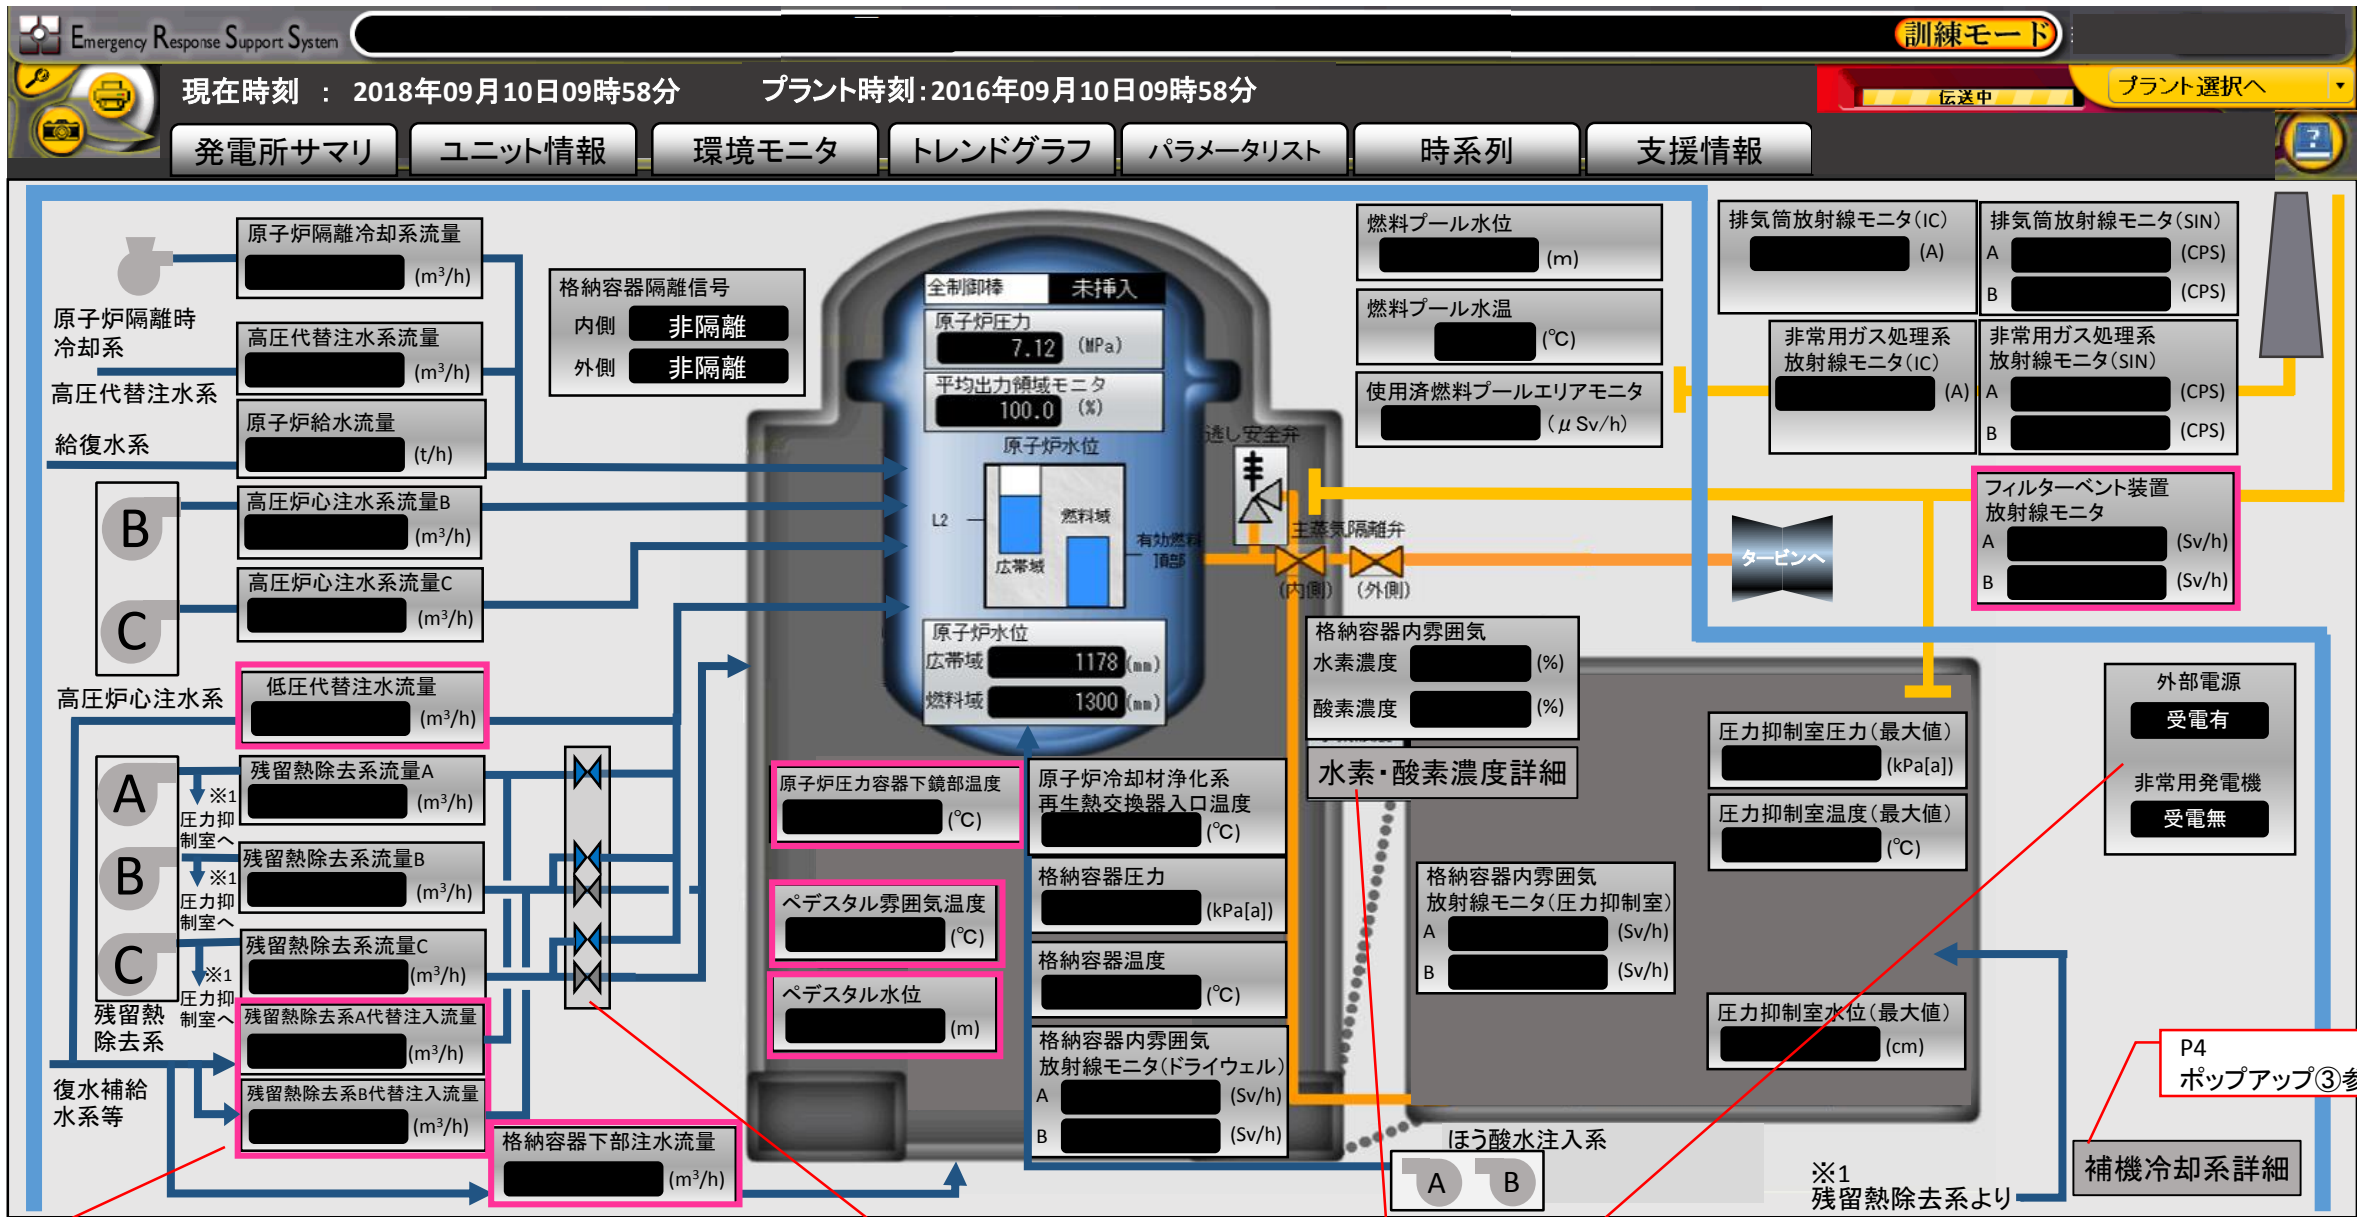 Emergency Response Support System
訓練モード
現在時刻 : 2018年09月10日09時58分
プラント時刻:2016年09月10日09時58分
伝送中
プラント選択へ
発電所サマリ
ユニット情報
環境モニタ
トレンドグラフ
パラメータリスト
時系列
支援情報
?
原子炉隔離冷却系流量
(m³/h)
原子炉隔離時
冷却系
高圧代替注水系流量
(m³/h)
高圧代替注水系
原子炉給水流量
(t/h)
給復水系
B
高圧炉心注水系流量B
(m³/h)
C
高圧炉心注水系流量C
(m³/h)
高圧炉心注水系
低圧代替注水流量
(m³/h)
A
※1
圧力抑
制室へ
残留熱除去系流量A
(m³/h)
B
※1
圧力抑
制室へ
残留熱除去系流量B
(m³/h)
C
※1
圧力抑
制室へ
残留熱除去系流量C
(m³/h)
残留熱
除去系
残留熱除去系A代替注入流量
(m³/h)
残留熱除去系B代替注入流量
(m³/h)
復水補給
水系等
格納容器下部注水流量
(m³/h)
格納容器隔離信号
内側 非隔離
外側 非隔離
全制御棒 未挿入
原子炉圧力
7.12 (MPa)
平均出力領域モニタ
100.0 (%)
原子炉水位
L2
広帯域
燃料域
有効燃料
頂部
原子炉水位
広帯域 1178 (mm)
燃料域 1300 (mm)
逃し安全弁
主蒸気隔離弁
(内側)
(外側)
タービンへ
原子炉圧力容器下鏡部温度
(℃)
ペデスタル雰囲気温度
(℃)
ペデスタル水位
(m)
原子炉冷却材浄化系
再生熱交換器入口温度
(℃)
格納容器圧力
(kPa[a])
格納容器温度
(℃)
格納容器内雰囲気
放射線モニタ(ドライウェル)
A (Sv/h)
B (Sv/h)
燃料プール水位
(m)
燃料プール水温
(℃)
使用済燃料プールエリアモニタ
(μSv/h)
排気筒放射線モニタ(IC)
(A)
排気筒放射線モニタ(SIN)
A (CPS)
B (CPS)
非常用ガス処理系
放射線モニタ(IC)
(A)
非常用ガス処理系
放射線モニタ(SIN)
A (CPS)
B (CPS)
フィルターベント装置
放射線モニタ
A (Sv/h)
B (Sv/h)
格納容器内雰囲気
水素濃度 (%)
酸素濃度 (%)
水素・酸素濃度詳細
圧力抑制室圧力(最大値)
(kPa[a])
圧力抑制室温度(最大値)
(℃)
格納容器内雰囲気
放射線モニタ(圧力抑制室)
A (Sv/h)
B (Sv/h)
圧力抑制室水位(最大値)
(cm)
外部電源
受電有
非常用発電機
受電無
P4
ポップアップ③参
ほう酸水注入系
A
B
※1
残留熱除去系より
補機冷却系詳細